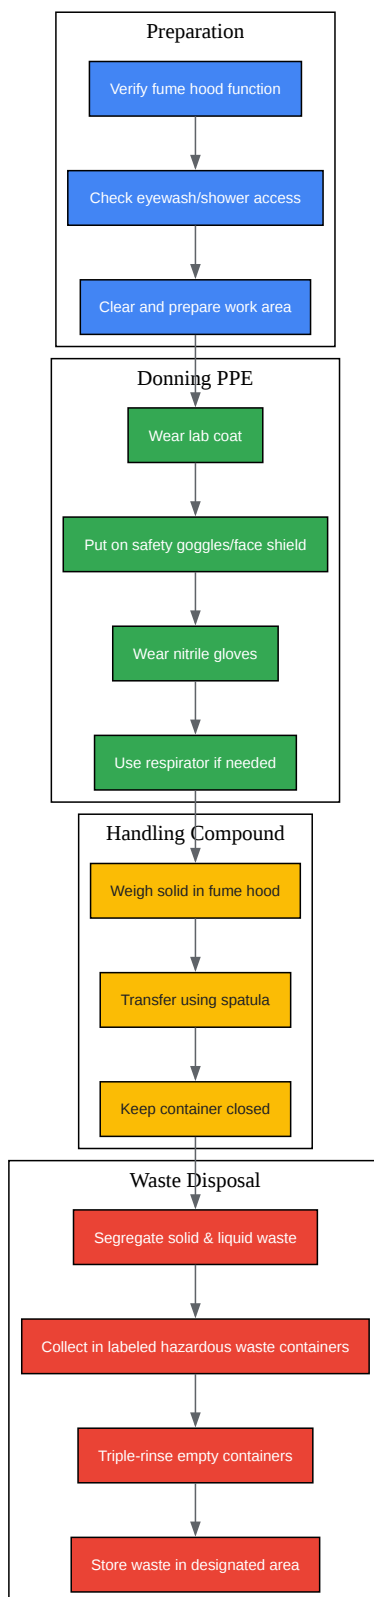 Preparation
Verify fume hood function
Check eyewash/shower access
Clear and prepare work area
Donning PPE
Wear lab coat
Put on safety goggles/face shield
Wear nitrile gloves
Use respirator if needed
Handling Compound
Weigh solid in fume hood
Transfer using spatula
Keep container closed
Waste Disposal
Segregate solid & liquid waste
Collect in labeled hazardous waste containers
Triple-rinse empty containers
Store waste in designated area